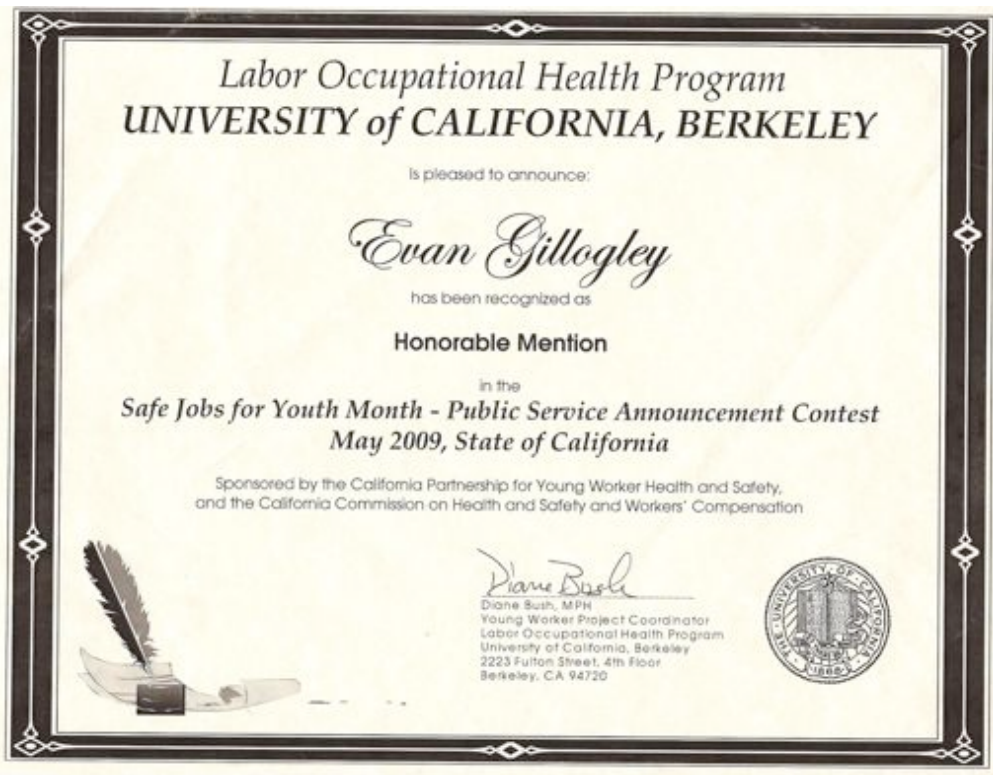 Labor Occupational Health Program
UNIVERSITY of CALIFORNIA, BERKELEY
is pleased to announce:
Evan Gillogley
has been recognized as
Honorable Mention
in the
Safe Jobs for Youth Month - Public Service Announcement Contest
May 2009, State of California
Sponsored by the California Partnership for Young Worker Health and Safety,
and the California Commission on Health and Safety and Workers' Compensation
Diane Bush
Diane Bush, MPH
Young Worker Project Coordinator
Labor Occupational Health Program
University of California, Berkeley
2223 Fulton Street, 4th Floor
Berkeley, CA 94720
THE · UNIVERSITY · OF · CALIFORNIA
· 1868 ·